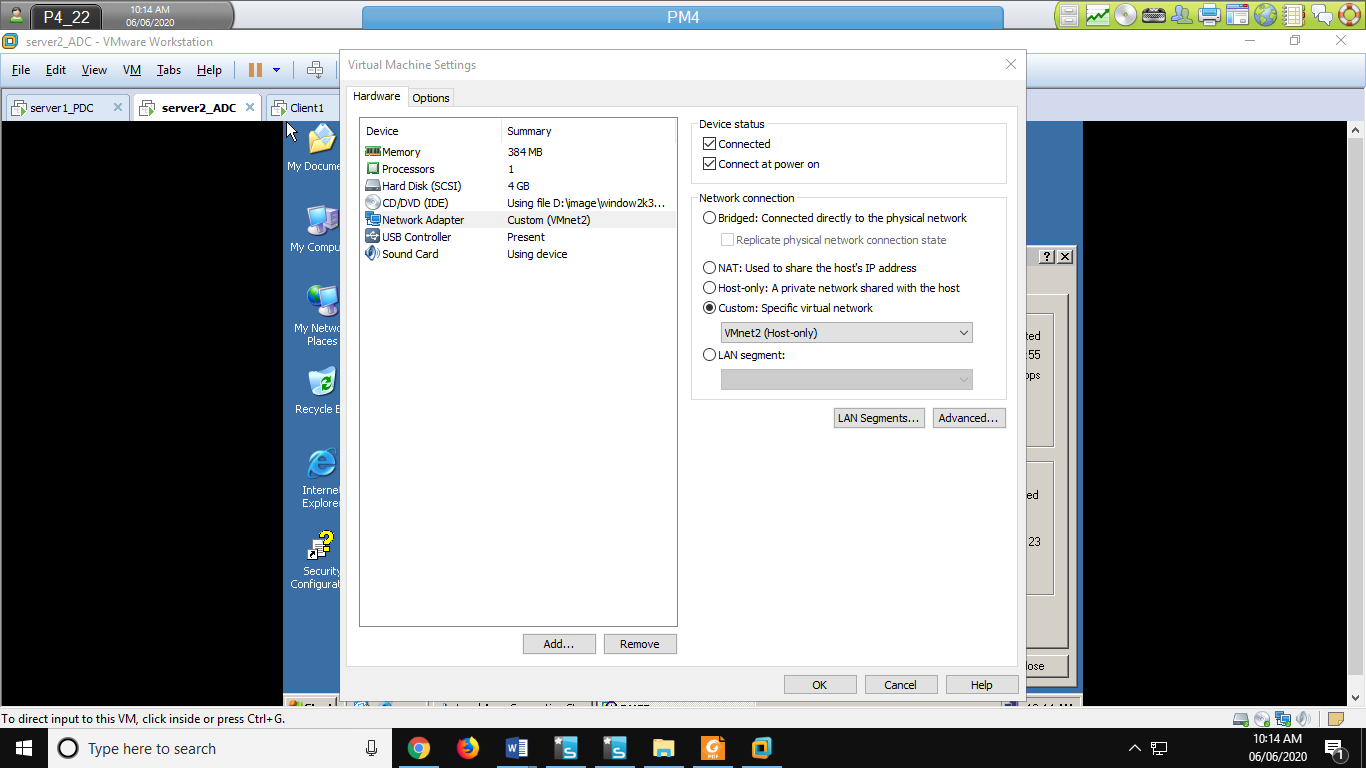 P4_22
10:14 AM
06/06/2020
PM4
server2_ADC - VMware Workstation
File Edit View VM Tabs Help
server1_PDC
server2_ADC
Client1
Virtual Machine Settings
Hardware
Options
Device Summary
Memory 384 MB
Processors 1
Hard Disk (SCSI) 4 GB
CD/DVD (IDE) Using file D:\image\window2k3...
Network Adapter Custom (VMnet2)
USB Controller Present
Sound Card Using device
Add...
Remove
Device status
Connected
Connect at power on
Network connection
Bridged: Connected directly to the physical network
Replicate physical network connection state
NAT: Used to share the host's IP address
Host-only: A private network shared with the host
Custom: Specific virtual network
VMnet2 (Host-only)
LAN segment:
LAN Segments...
Advanced...
OK
Cancel
Help
My Docume
My Compu
My Netwo
Places
Recycle B
Internet
Explore
Security
Configurat
ted
55
ops
ed
23
lose
To direct input to this VM, click inside or press Ctrl+G.
Type here to search
10:14 AM
06/06/2020
1